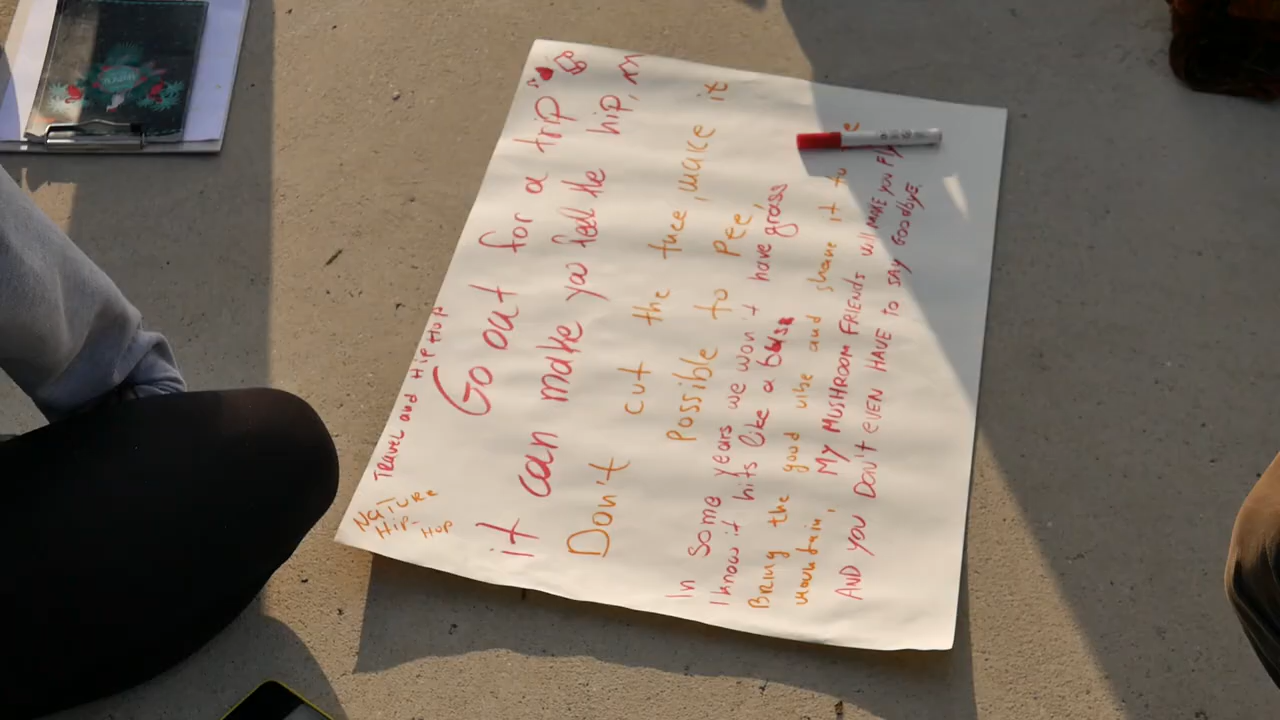 Travel and Hip Hop
Nature
Hip-
Hop
Go out for a trip
it can make you feel the hip,
Don't cut the tree, make it
possible to pee,
In some years we won't have grass
I know it hits like a bass
Bring the good vibe and share it to
mountain,
My MUSHROOM FRIENDS will MAKE you Fly
AND YOU DON'T EVEN HAVE to SAY GoodBye.